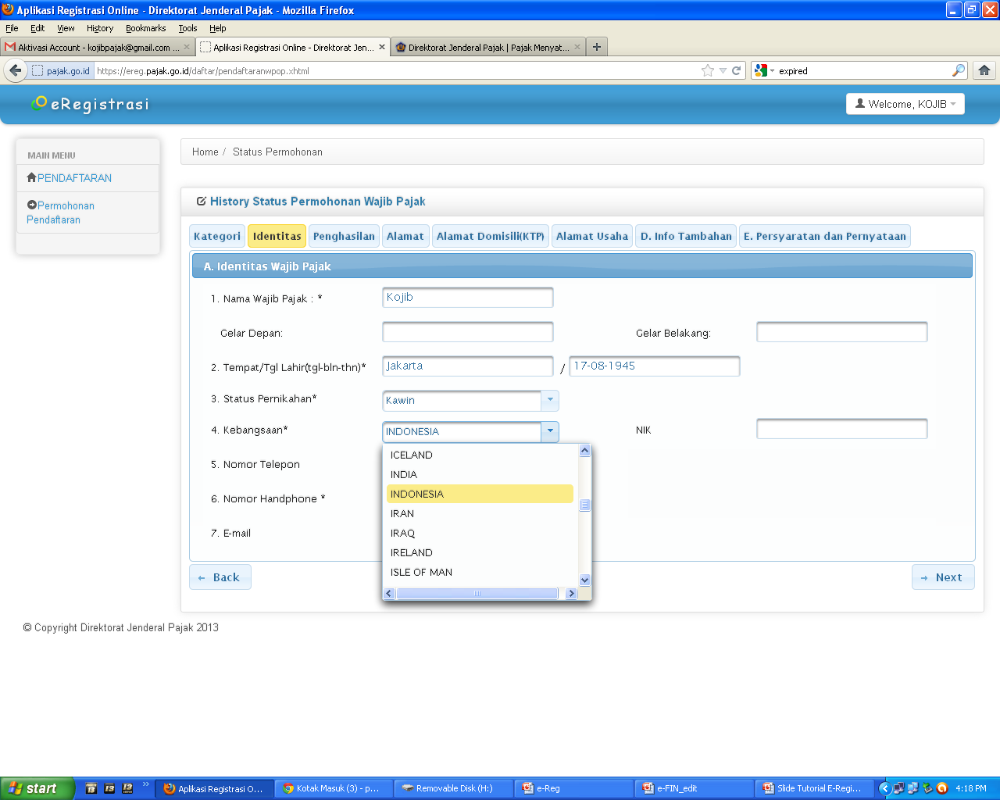 Aplikasi Registrasi Online - Direktorat Jenderal Pajak - Mozilla Firefox
File Edit View History Bookmarks Tools Help
Aktivasi Account - kojibpajak@gmail.com ... Aplikasi Registrasi Online - Direktorat Jen... Direktorat Jenderal Pajak | Pajak Menyat...
pajak.go.id https://ereg.pajak.go.id/daftar/pendaftaranwpop.xhtml expired
eRegistrasi Welcome, KOJIB
MAIN MENU
PENDAFTARAN
Permohonan
Pendaftaran
Home / Status Permohonan
History Status Permohonan Wajib Pajak
Kategori Identitas Penghasilan Alamat Alamat Domisili(KTP) Alamat Usaha D. Info Tambahan E. Persyaratan dan Pernyataan
A. Identitas Wajib Pajak
1. Nama Wajib Pajak : * Kojib
Gelar Depan: Gelar Belakang:
2. Tempat/Tgl Lahir(tgl-bln-thn)* Jakarta / 17-08-1945
3. Status Pernikahan* Kawin
4. Kebangsaan* INDONESIA NIK
ICELAND
INDIA
INDONESIA
IRAN
IRAQ
IRELAND
ISLE OF MAN
5. Nomor Telepon
6. Nomor Handphone *
7. E-mail
← Back → Next
© Copyright Direktorat Jenderal Pajak 2013
start Aplikasi Registrasi O... Kotak Masuk (3) - p... Removable Disk (H:) e-Reg e-FIN_edit Slide Tutorial E-Regi... 4:18 PM